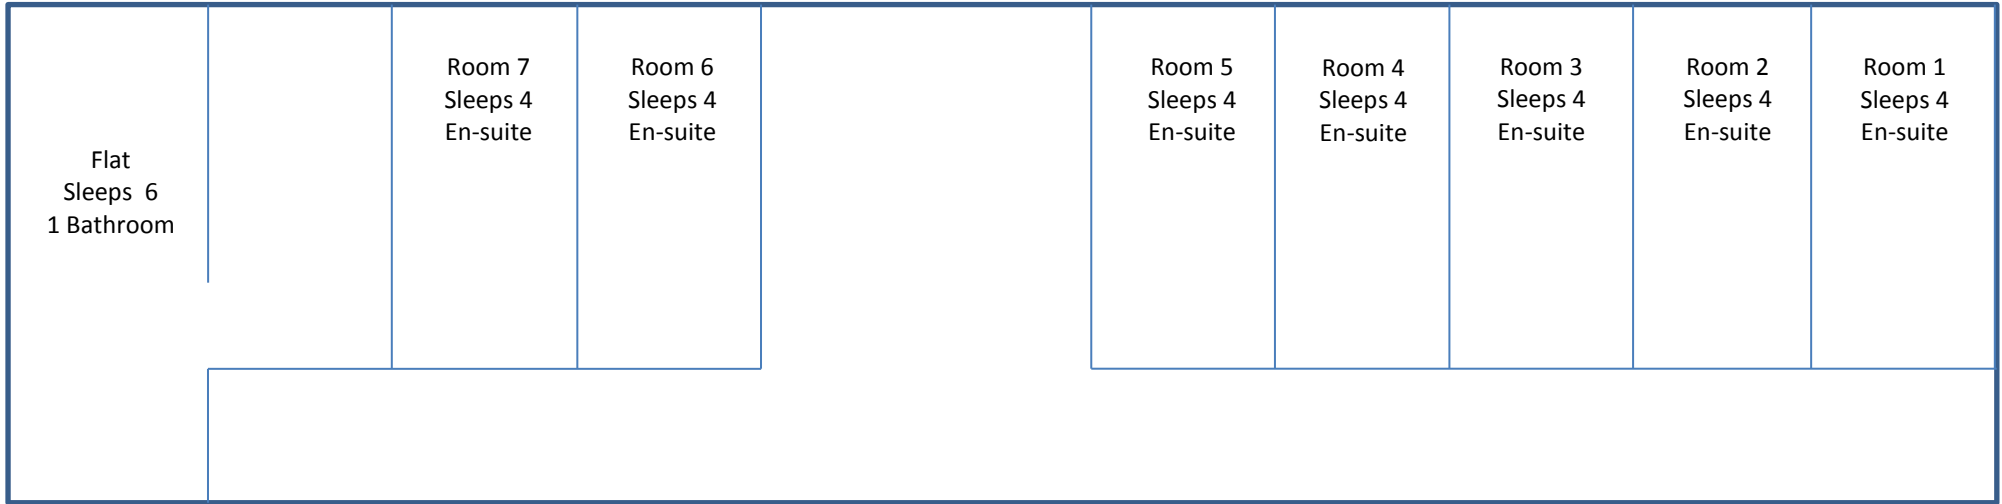 Flat
Sleeps  6
1 Bathroom
Room 7
Sleeps 4
En-suite
Room 6
Sleeps 4
En-suite
Room 5
Sleeps 4
En-suite
Room 4
Sleeps 4
En-suite
Room 3
Sleeps 4
En-suite
Room 2
Sleeps 4
En-suite
Room 1
Sleeps 4
En-suite